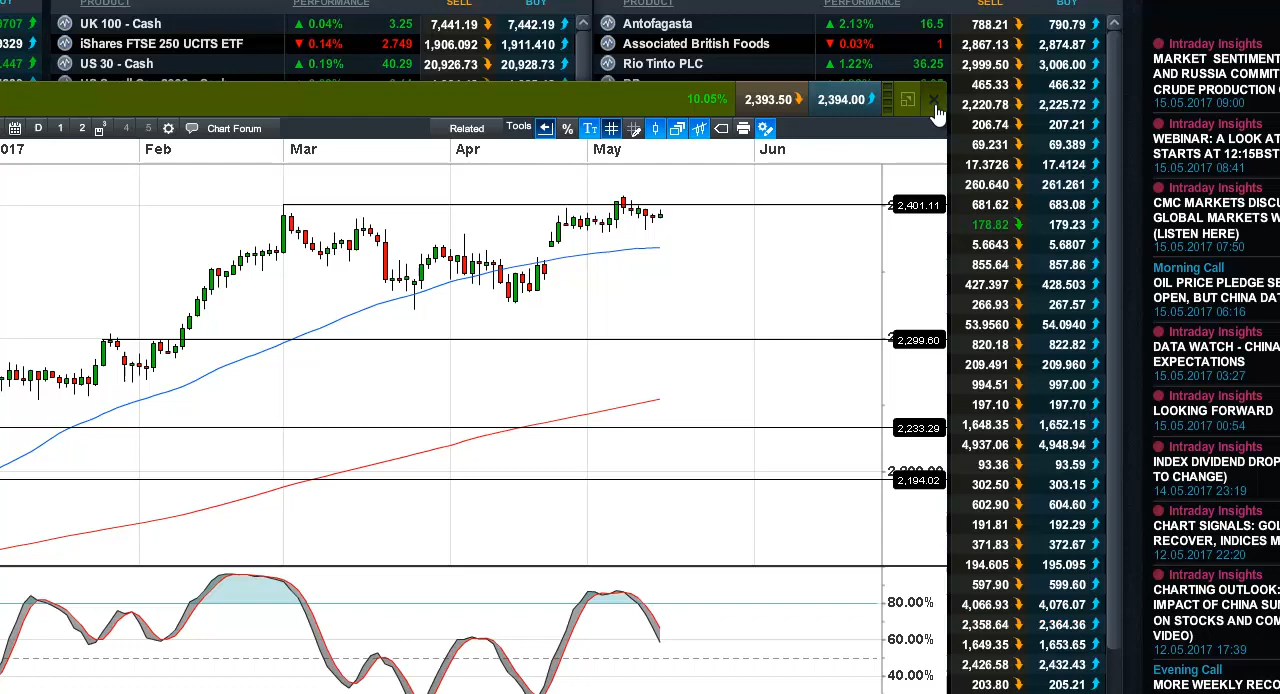 PRODUCT PERFORMANCE SELL BUY PRODUCT PERFORMANCE SELL BUY
9707 UK 100 - Cash 0.04% 3.25 7,441.19 7,442.19 Antofagasta 2.13% 16.5 788.21 790.79
9329 iShares FTSE 250 UCITS ETF 0.14% 2.749 1,906.092 1,911.410 Associated British Foods 0.03% 1 2,867.13 2,874.87
.447 US 30 - Cash 0.19% 40.29 20,926.73 20,928.73 Rio Tinto PLC 1.22% 36.25 2,999.50 3,006.00
465.33 466.32
10.05% 2,393.50 2,394.00
2,220.78 2,225.72
D 1 2 3 4 5 Chart Forum Related Tools % Tt
206.74 207.21
2017 Feb Mar Apr May Jun
69.231 69.389
17.3726 17.4124
260.640 261.261
2,401.11
681.62 683.08
178.82 179.23
5.6643 5.6807
855.64 857.86
427.397 428.503
266.93 267.57
53.9560 54.0940
2,299.60
820.18 822.82
209.491 209.960
994.51 997.00
197.10 197.70
2,233.29
1,648.35 1,652.15
4,937.06 4,948.94
93.36 93.59
2,194.02
302.50 303.15
602.90 604.60
191.81 192.29
371.83 372.67
194.605 195.095
597.90 599.60
80.00%
4,066.93 4,076.07
2,358.64 2,364.36
60.00%
1,649.35 1,653.65
2,426.58 2,432.43
40.00%
203.80 205.21
Intraday Insights
MARKET SENTIMENT
AND RUSSIA COMMIT
CRUDE PRODUCTION
15.05.2017 09:00
Intraday Insights
WEBINAR: A LOOK AT
STARTS AT 12:15BST
15.05.2017 08:41
Intraday Insights
CMC MARKETS DISCU
GLOBAL MARKETS W
(LISTEN HERE)
15.05.2017 07:50
Morning Call
OIL PRICE PLEDGE SE
OPEN, BUT CHINA DAT
15.05.2017 06:16
Intraday Insights
DATA WATCH - CHINA
EXPECTATIONS
15.05.2017 03:27
Intraday Insights
LOOKING FORWARD
15.05.2017 00:54
Intraday Insights
INDEX DIVIDEND DROP
TO CHANGE)
14.05.2017 23:19
Intraday Insights
CHART SIGNALS: GOL
RECOVER, INDICES M
12.05.2017 22:20
Intraday Insights
CHARTING OUTLOOK:
IMPACT OF CHINA SU
ON STOCKS AND COM
VIDEO)
12.05.2017 17:39
Evening Call
MORE WEEKLY RECO